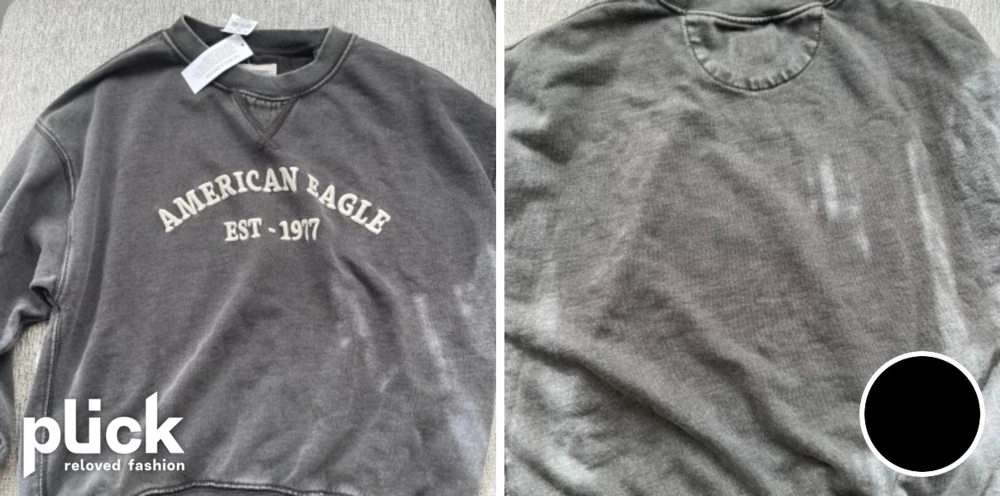 AMERICAN EAGLE
EST - 1977
plick
reloved fashion